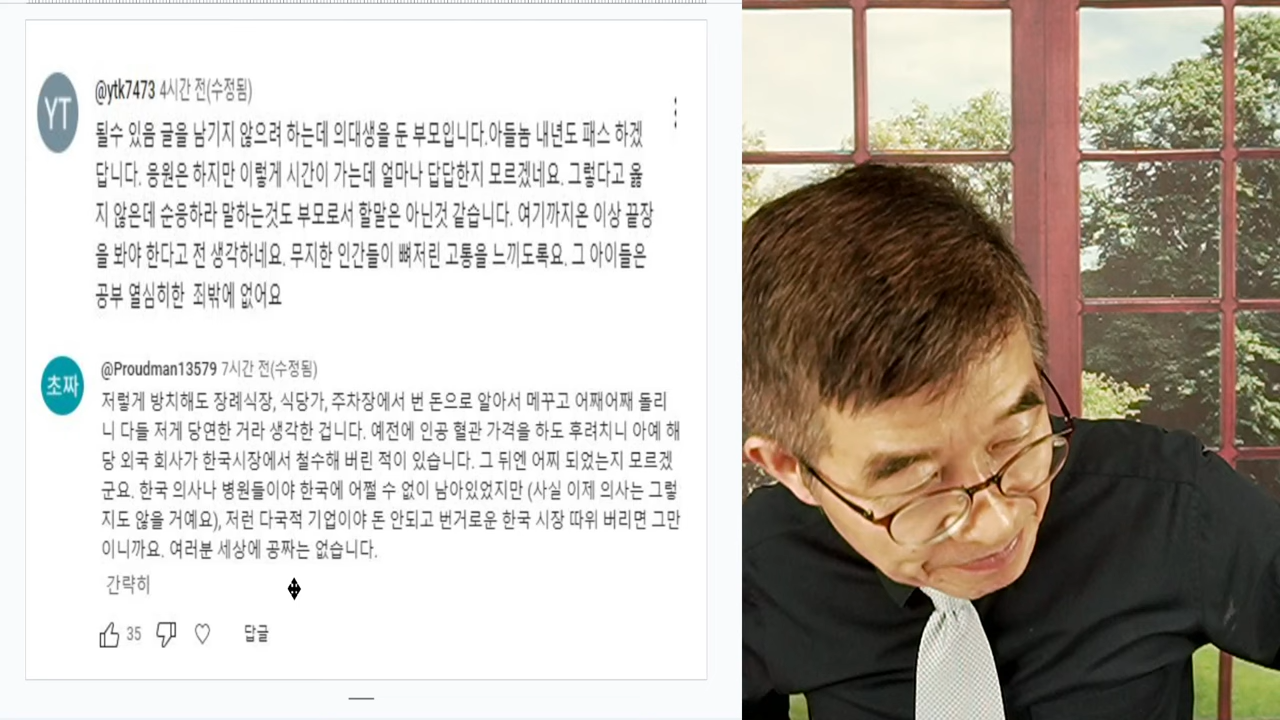 YT
@ytk7473 4시간 전(수정됨)
될수 있음 글을 남기지 않으려 하는데 의대생을 둔 부모입니다.아들놈 내년도 패스 하겠
답니다. 응원은 하지만 이렇게 시간이 가는데 얼마나 답답한지 모르겠네요. 그렇다고 옳
지 않은데 순응하라 말하는것도 부모로서 할말은 아닌것 같습니다. 여기까지온 이상 끝장
을 봐야 한다고 전 생각하네요. 무지한 인간들이 뼈저린 고통을 느끼도록요. 그 아이들은
공부 열심히한 죄밖에 없어요
초짜
@Proudman13579 7시간 전(수정됨)
저렇게 방치해도 장례식장, 식당가, 주차장에서 번 돈으로 알아서 메꾸고 어째어째 돌리
니 다들 저게 당연한 거라 생각한 겁니다. 예전에 인공 혈관 가격을 하도 후려치니 아예 해
당 외국 회사가 한국시장에서 철수해 버린 적이 있습니다. 그 뒤엔 어찌 되었는지 모르겠
군요. 한국 의사나 병원들이야 한국에 어쩔 수 없이 남아있었지만 (사실 이제 의사는 그렇
지도 않을 거예요), 저런 다국적 기업이야 돈 안되고 번거로운 한국 시장 따위 버리면 그만
이니까요. 여러분 세상에 공짜는 없습니다.
간략히
35 답글